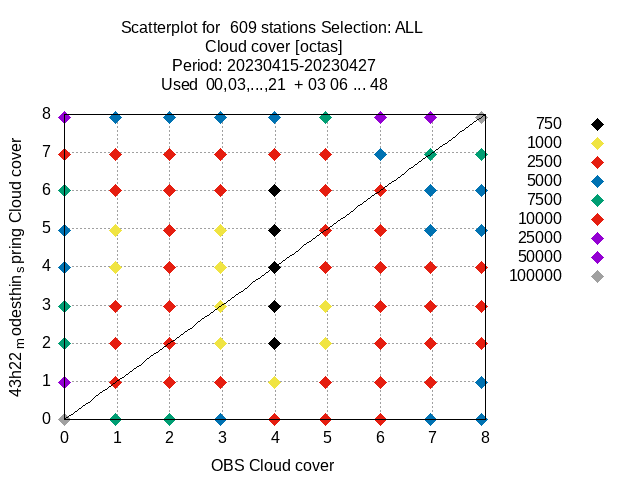 Scatterplot for  609 stations Selection: ALL
Cloud cover [octas]
Period: 20230415-20230427
Used  00,03,...,21  + 03 06 ... 48
43h22modesthinspring Cloud cover
8
7
6
5
4
3
2
1
0
0 1 2 3 4 5 6 7 8
OBS Cloud cover
750
1000
2500
5000
7500
10000
25000
50000
100000